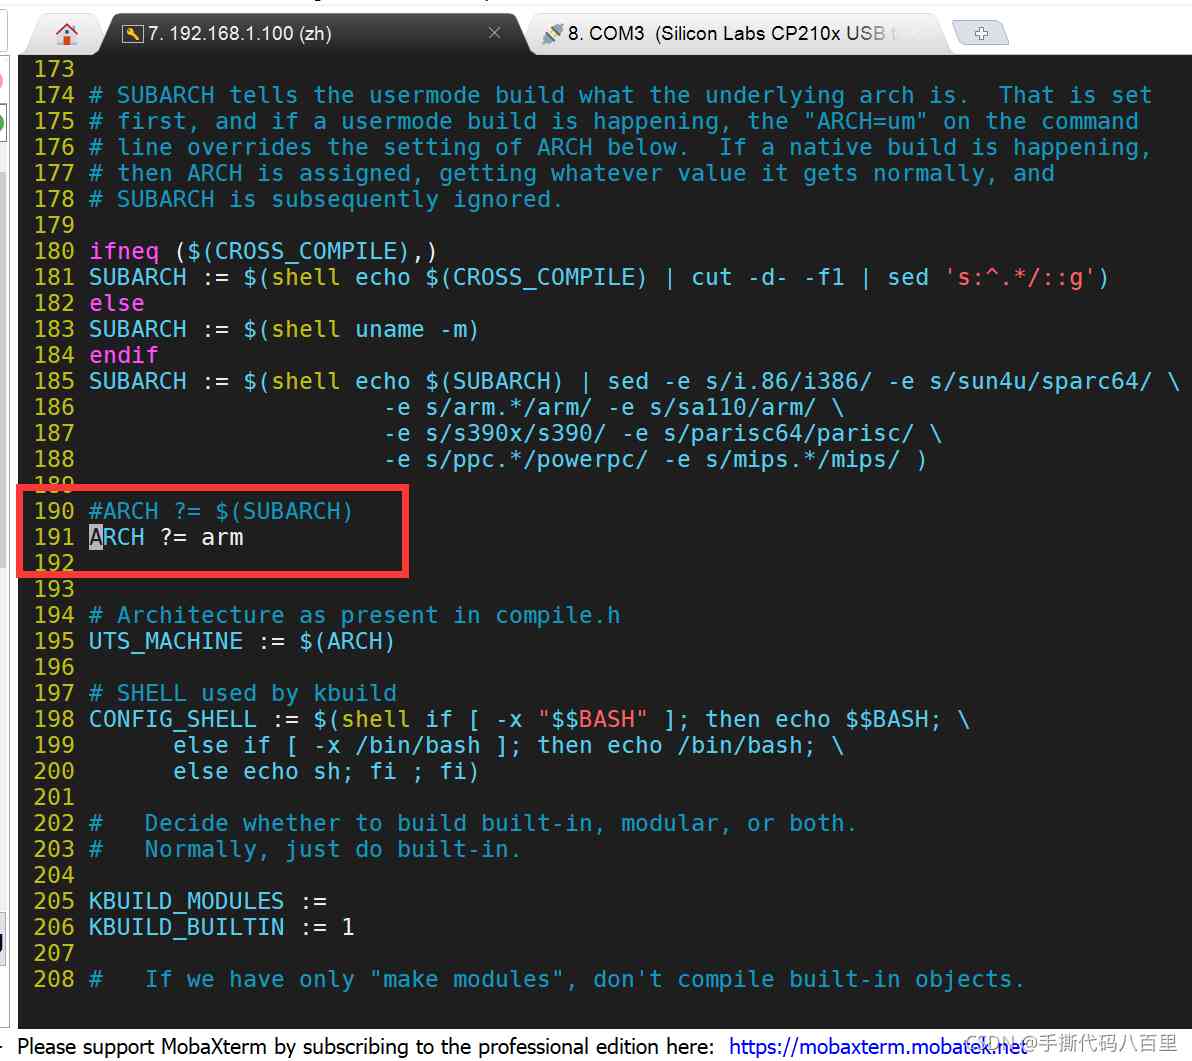 7. 192.168.1.100 (zh)
8. COM3  (Silicon Labs CP210x USB t
173
174 # SUBARCH tells the usermode build what the underlying arch is.  That is set
175 # first, and if a usermode build is happening, the "ARCH=um" on the command
176 # line overrides the setting of ARCH below.  If a native build is happening,
177 # then ARCH is assigned, getting whatever value it gets normally, and
178 # SUBARCH is subsequently ignored.
179
180 ifneq ($(CROSS_COMPILE),)
181 SUBARCH := $(shell echo $(CROSS_COMPILE) | cut -d- -f1 | sed 's:^.*/::g')
182 else
183 SUBARCH := $(shell uname -m)
184 endif
185 SUBARCH := $(shell echo $(SUBARCH) | sed -e s/i.86/i386/ -e s/sun4u/sparc64/ \
186                      -e s/arm.*/arm/ -e s/sa110/arm/ \
187                      -e s/s390x/s390/ -e s/parisc64/parisc/ \
188                      -e s/ppc.*/powerpc/ -e s/mips.*/mips/ )
189
190 #ARCH ?= $(SUBARCH)
191 ARCH ?= arm
192
193
194 # Architecture as present in compile.h
195 UTS_MACHINE := $(ARCH)
196
197 # SHELL used by kbuild
198 CONFIG_SHELL := $(shell if [ -x "$$BASH" ]; then echo $$BASH; \
199       else if [ -x /bin/bash ]; then echo /bin/bash; \
200       else echo sh; fi ; fi)
201
202 #   Decide whether to build built-in, modular, or both.
203 #   Normally, just do built-in.
204
205 KBUILD_MODULES :=
206 KBUILD_BUILTIN := 1
207
208 #   If we have only "make modules", don't compile built-in objects.
Please support MobaXterm by subscribing to the professional edition here:  https://mobaxterm.mobatek.net
CSDN @手撕代码八百里